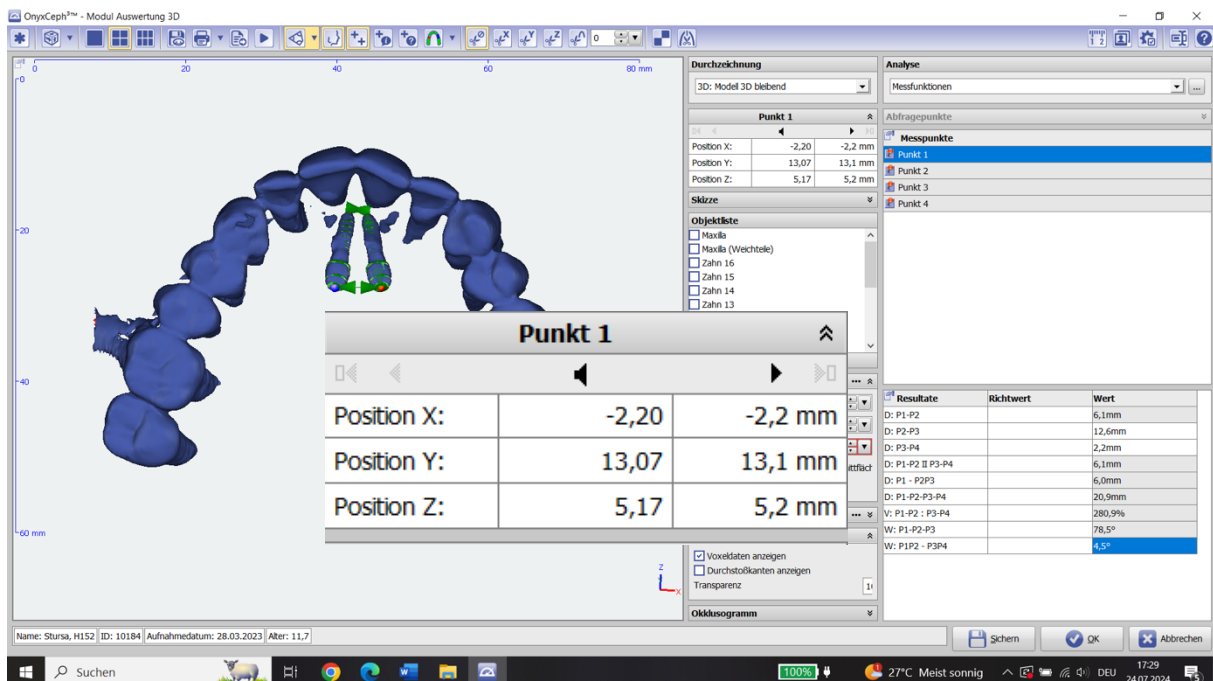 OnyxCeph³™ - Modul Auswertung 3D
0
1 2
0 20 40 60 80 mm
0
20
40
60 mm
z
x
Durchzeichnung
3D: Modell 3D bleibend
Punkt 1
Position X: -2,20 -2,2 mm
Position Y: 13,07 13,1 mm
Position Z: 5,17 5,2 mm
Skizze
Objektliste
Maxilla
Maxilla (Weichteile)
Zahn 16
Zahn 15
Zahn 14
Zahn 13
Punkt 1
Position X: -2,20 -2,2 mm
Position Y: 13,07 13,1 mm
Position Z: 5,17 5,2 mm
Voxeldaten anzeigen
Durchstoßkanten anzeigen
Transparenz
Okklusogramm
Analyse
Messfunktionen
...
Abfragepunkte
Messpunkte
Punkt 1
Punkt 2
Punkt 3
Punkt 4
Resultate Richtwert Wert
D: P1-P2 6,1mm
D: P2-P3 12,6mm
D: P3-P4 2,2mm
D: P1-P2 II P3-P4 6,1mm
D: P1 - P2P3 6,0mm
D: P1-P2-P3-P4 20,9mm
V: P1-P2 : P3-P4 280,9%
W: P1-P2-P3 78,5°
W: P1P2 - P3P4 4,5°
Name: Stursa, H152 ID: 10184 Aufnahmedatum: 28.03.2023 Alter: 11,7
Sichern OK Abbrechen
Suchen
100%
27°C Meist sonnig
DEU
17:29
24.07.2024